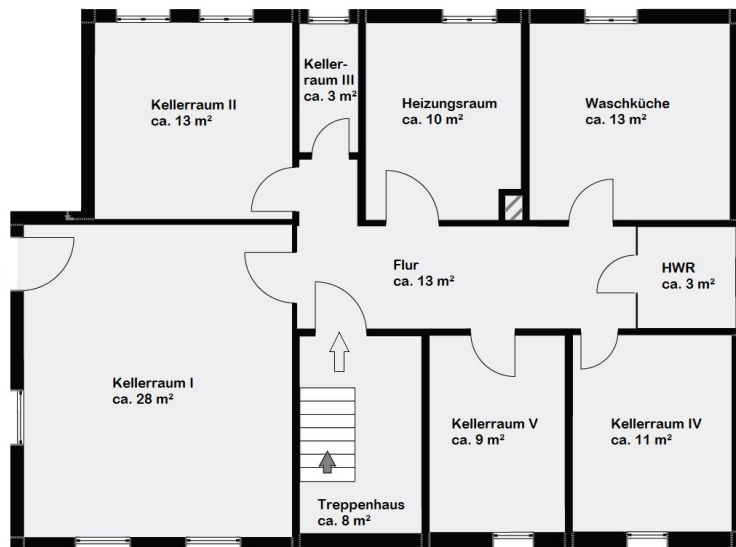 Kellerraum II
ca. 13 m²
Keller-
raum III
ca. 3 m²
Heizungsraum
ca. 10 m²
Waschküche
ca. 13 m²
Flur
ca. 13 m²
HWR
ca. 3 m²
Kellerraum I
ca. 28 m²
Treppenhaus
ca. 8 m²
Kellerraum V
ca. 9 m²
Kellerraum IV
ca. 11 m²